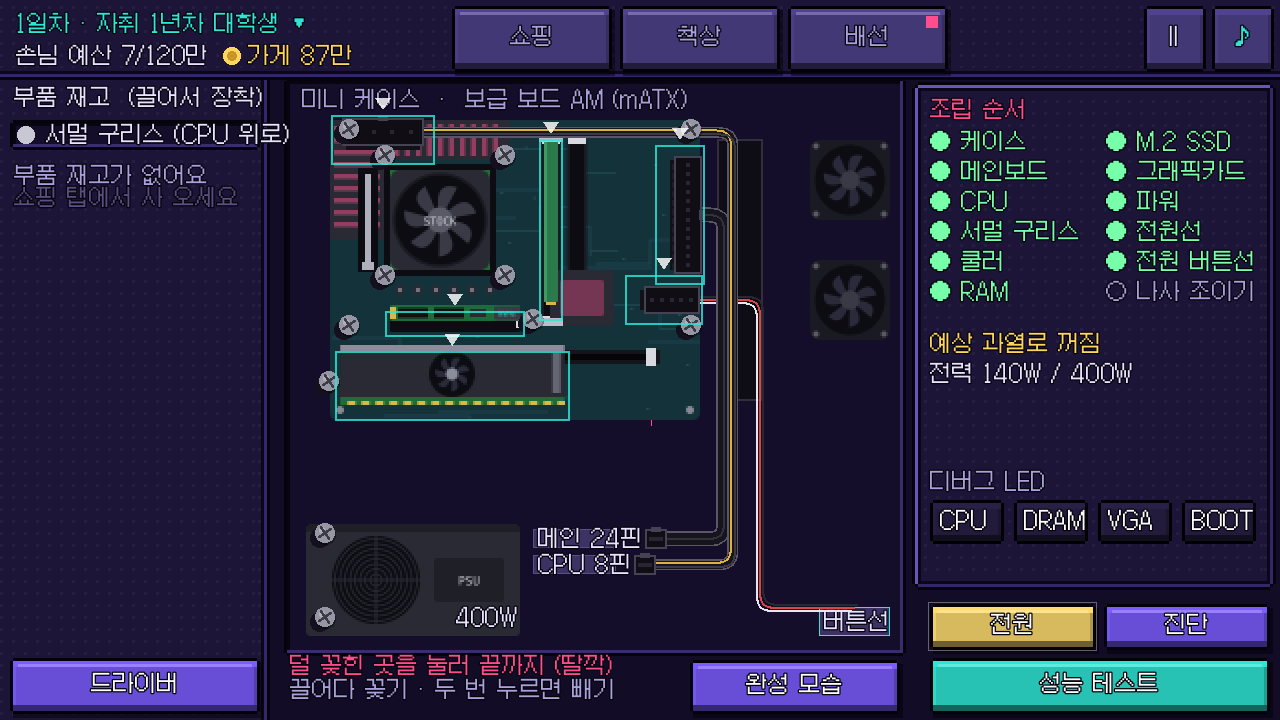 1일차 · 자취 1년차 대학생 ▼
손님 예산 7/120만 가게 87만
쇼핑
책상
배선
부품 재고 (끌어서 장착)
서멀 구리스 (CPU 위로)
부품 재고가 없어요
쇼핑 탭에서 사 오세요
드라이버
미니 케이스 · 보급 보드 AM (mATX)
STOCK
메인 24핀
CPU 8핀
PSU
400W
버튼선
덜 꽂힌 곳을 눌러 끝까지 (딸깍)
끌어다 꽂기 · 두 번 누르면 빼기
완성 모습
조립 순서
케이스
메인보드
CPU
서멀 구리스
쿨러
RAM
M.2 SSD
그래픽카드
파워
전원선
전원 버튼선
나사 조이기
예상 과열로 꺼짐
전력 140W / 400W
디버그 LED
CPU
DRAM
VGA
BOOT
전원
진단
성능 테스트